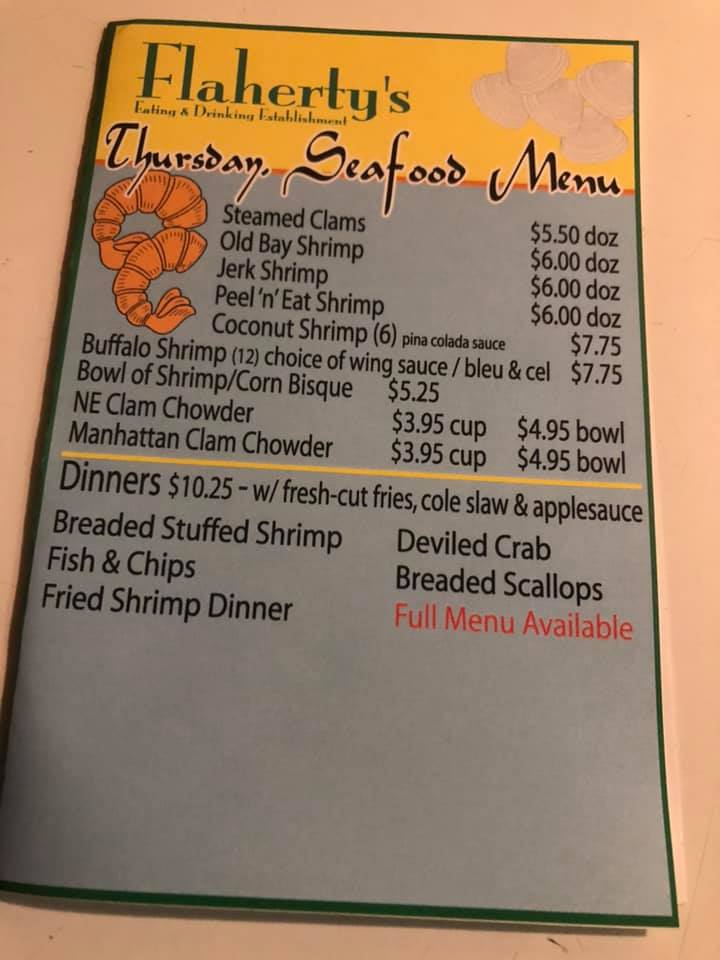 Flaherty's
Eating & Drinking Establishment
Thursday, Seafood Menu
Steamed Clams $5.50 doz
Old Bay Shrimp $6.00 doz
Jerk Shrimp $6.00 doz
Peel 'n' Eat Shrimp $6.00 doz
Coconut Shrimp (6) pina colada sauce $7.75
Buffalo Shrimp (12) choice of wing sauce / bleu & cel $7.75
Bowl of Shrimp/Corn Bisque $5.25
NE Clam Chowder $3.95 cup $4.95 bowl
Manhattan Clam Chowder $3.95 cup $4.95 bowl
Dinners $10.25 - w/ fresh-cut fries, cole slaw & applesauce
Breaded Stuffed Shrimp Deviled Crab
Fish & Chips Breaded Scallops
Fried Shrimp Dinner Full Menu Available